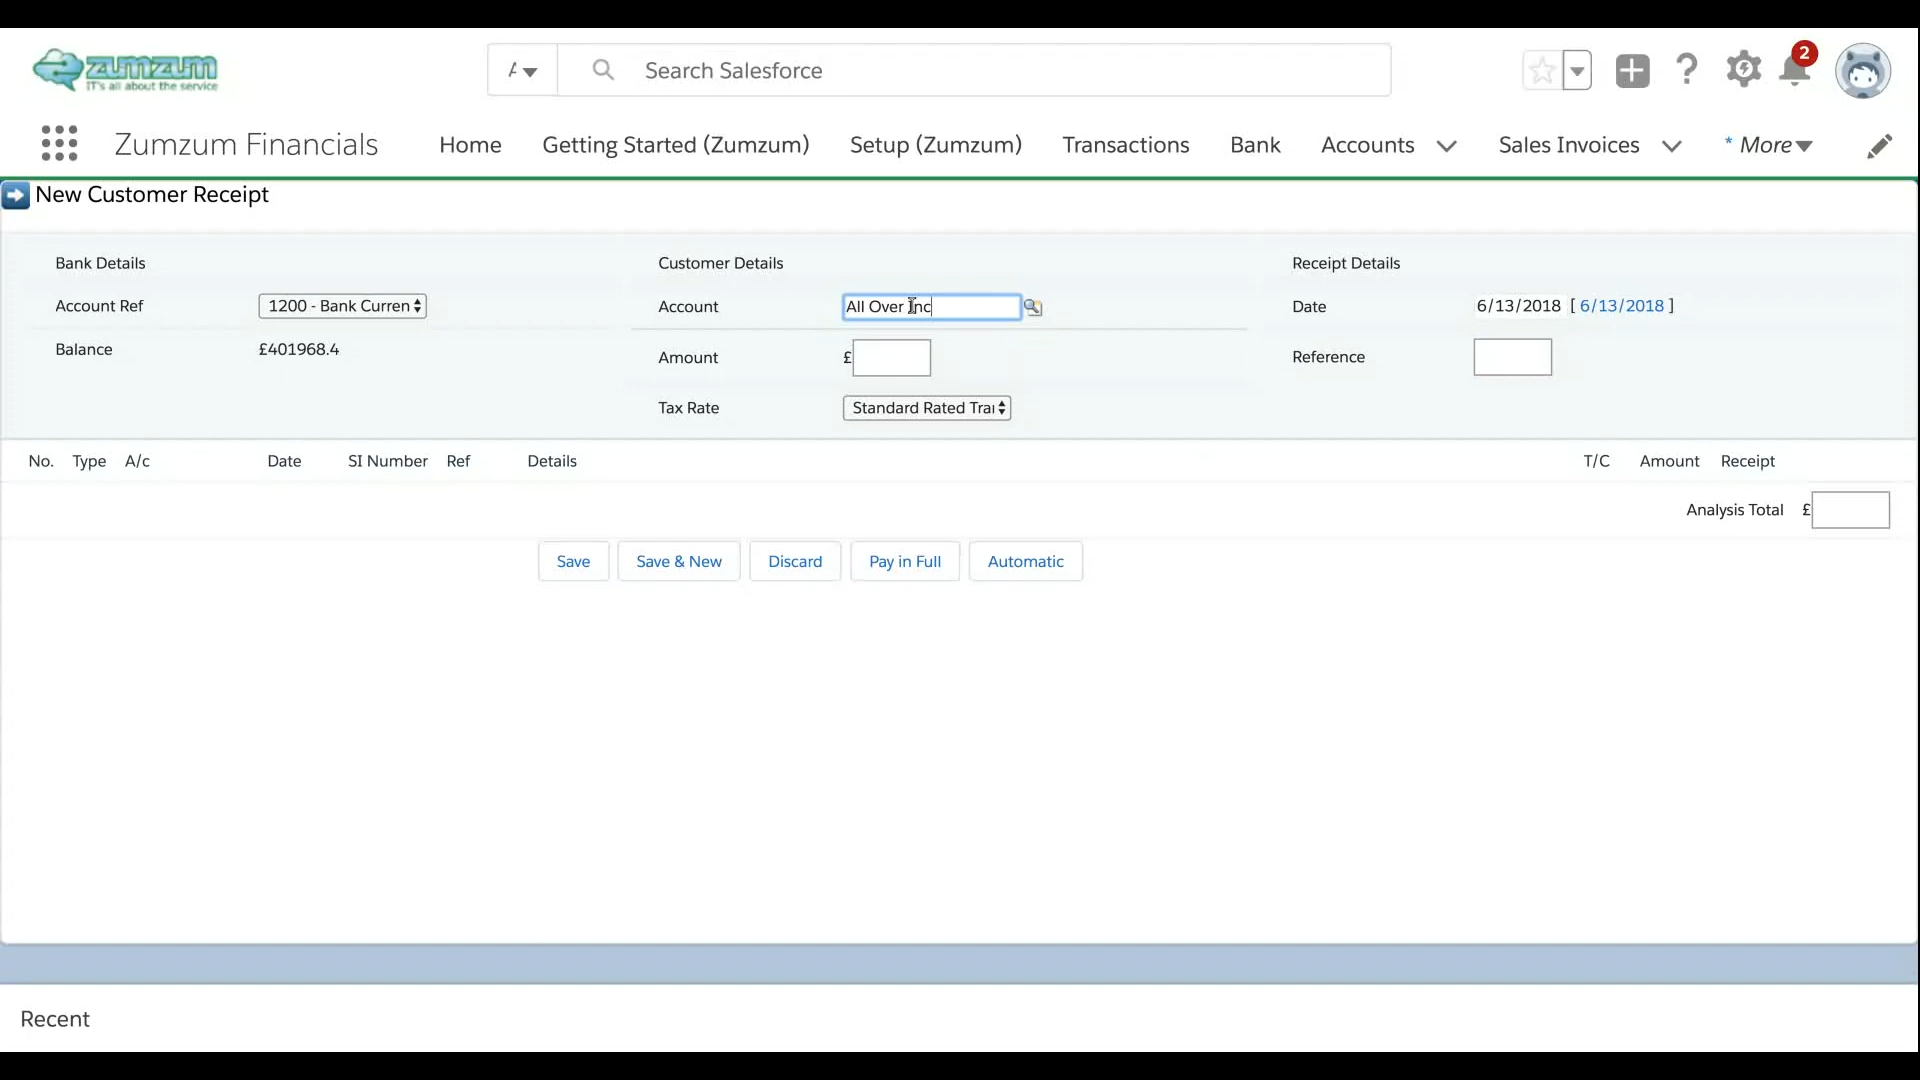 zumzum
IT's all about the service
Search Salesforce
2
Zumzum Financials
Home
Getting Started (Zumzum)
Setup (Zumzum)
Transactions
Bank
Accounts
Sales Invoices
* More
New Customer Receipt
Bank Details
Customer Details
Receipt Details
Account Ref
1200 - Bank Curren
Account
All Over Inc
Date
6/13/2018 [ 6/13/2018 ]
Balance
£401968.4
Amount
£
Reference
Tax Rate
Standard Rated Tra
No. Type A/c Date SI Number Ref Details T/C Amount Receipt
Analysis Total £
Save
Save & New
Discard
Pay in Full
Automatic
Recent